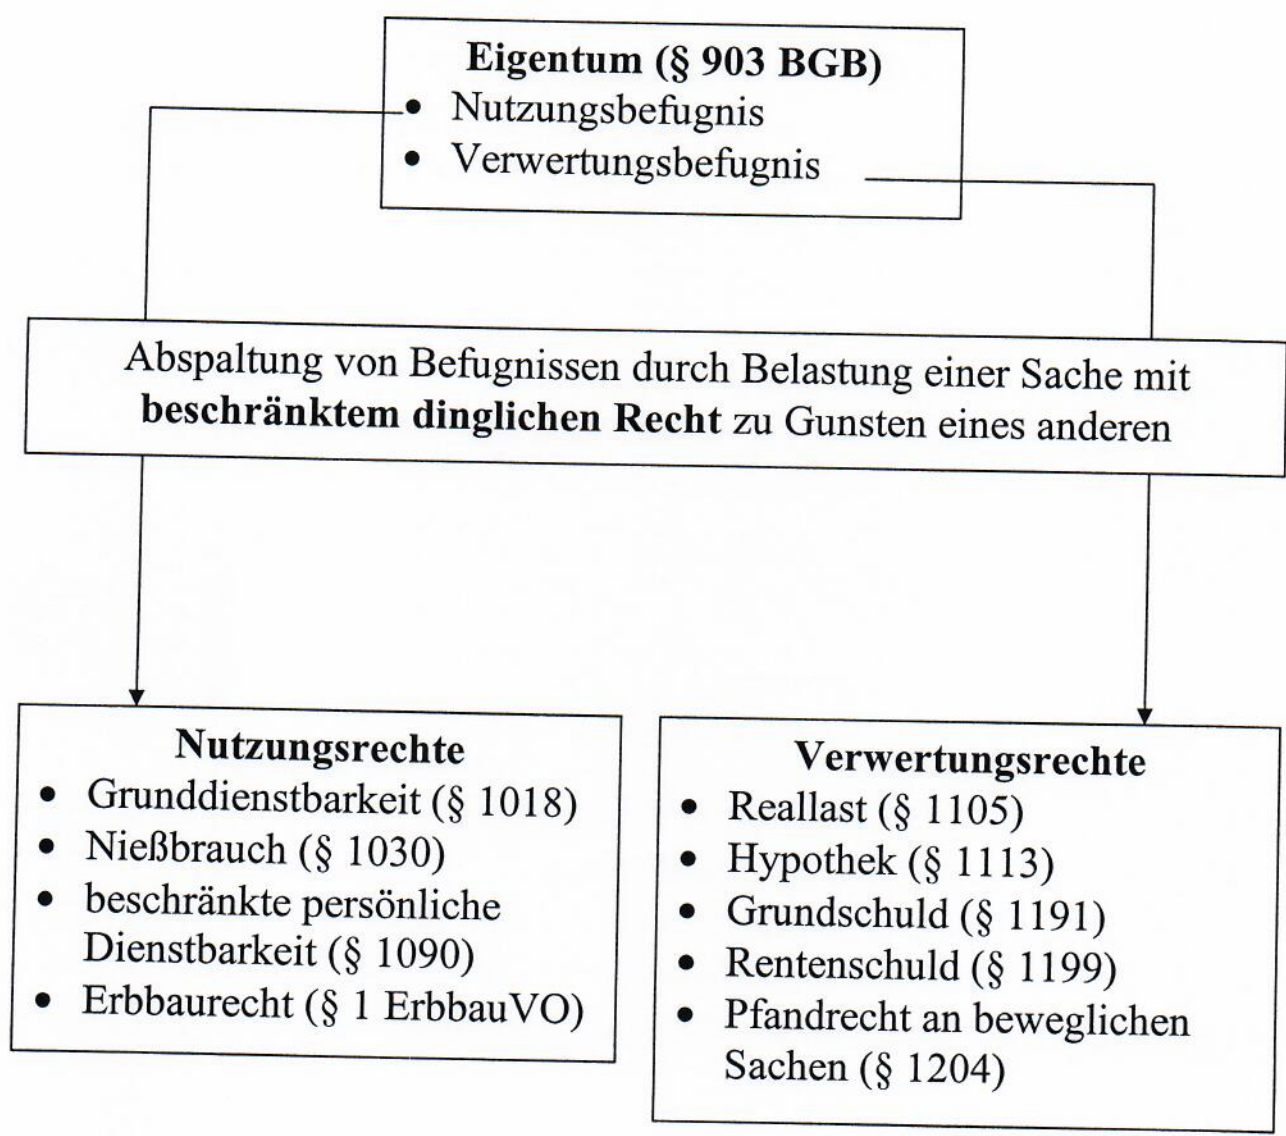 Eigentum (§ 903 BGB)
• Nutzungsbefugnis
• Verwertungsbefugnis
Abspaltung von Befugnissen durch Belastung einer Sache mit
beschränktem dinglichen Recht zu Gunsten eines anderen
Nutzungsrechte
• Grunddienstbarkeit (§ 1018)
• Nießbrauch (§ 1030)
• beschränkte persönliche
Dienstbarkeit (§ 1090)
• Erbbaurecht (§ 1 ErbbauVO)
Verwertungsrechte
• Reallast (§ 1105)
• Hypothek (§ 1113)
• Grundschuld (§ 1191)
• Rentenschuld (§ 1199)
• Pfandrecht an beweglichen
Sachen (§ 1204)